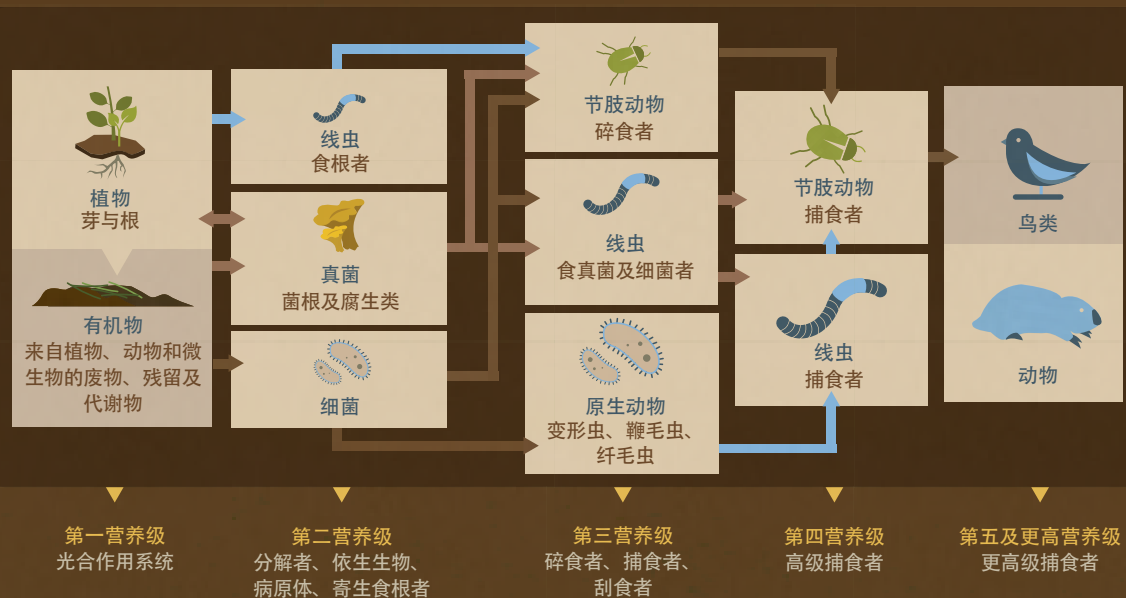 植物
芽与根
有机物
来自植物、动物和微
生物的废物、残留及
代谢物
线虫
食根者
真菌
菌根及腐生类
细菌
节肢动物
碎食者
线虫
食真菌及细菌者
原生动物
变形虫、鞭毛虫、
纤毛虫
节肢动物
捕食者
线虫
捕食者
鸟类
动物
第一营养级
光合作用系统
第二营养级
分解者、依生生物、
病原体、寄生食根者
第三营养级
碎食者、捕食者、
刮食者
第四营养级
高级捕食者
第五及更高营养级
更高级捕食者